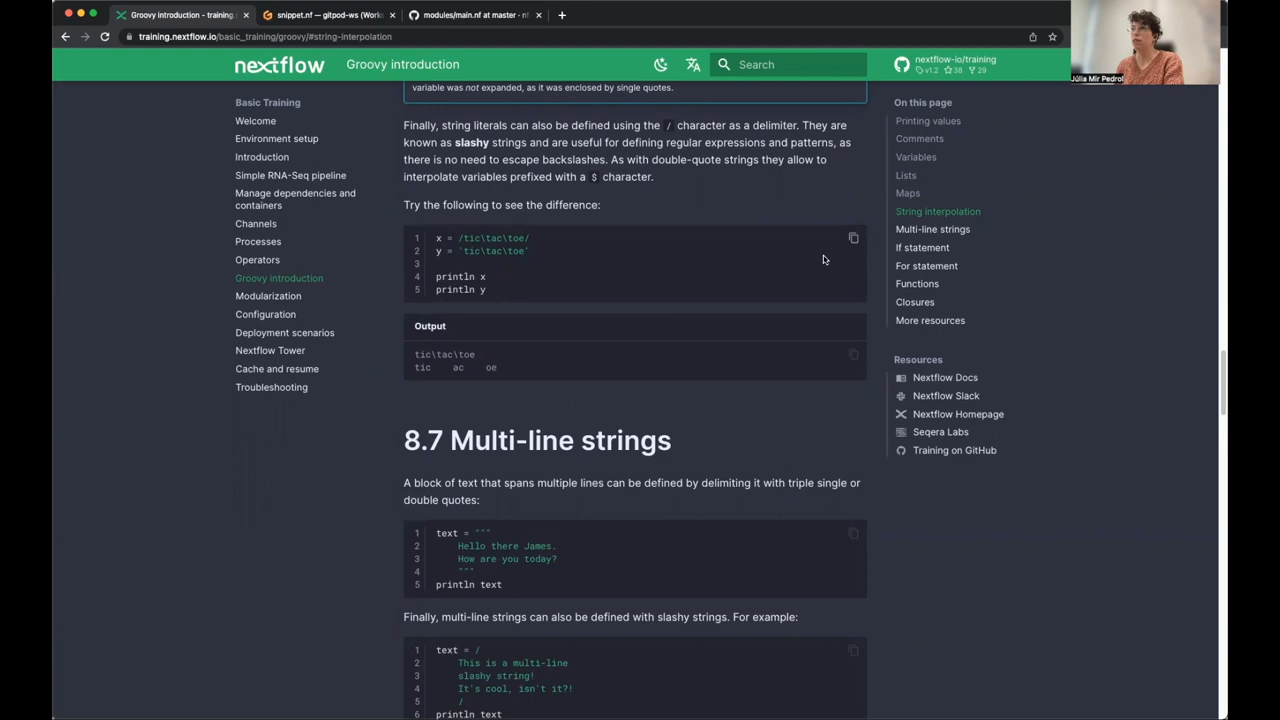 Groovy introduction - training.
snippet.nf — gitpod-ws (Works
modules/main.nf at master · nf
training.nextflow.io/basic_training/groovy/#string-interpolation
Júlia Mir Pedrol
nextflow
Groovy introduction
Search
nextflow-io/training
v1.2 38 29
Basic Training
Welcome
Environment setup
Introduction
Simple RNA-Seq pipeline
Manage dependencies and
containers
Channels
Processes
Operators
Groovy introduction
Modularization
Configuration
Deployment scenarios
Nextflow Tower
Cache and resume
Troubleshooting
variable was not expanded, as it was enclosed by single quotes.
Finally, string literals can also be defined using the / character as a delimiter. They are
known as slashy strings and are useful for defining regular expressions and patterns, as
there is no need to escape backslashes. As with double-quote strings they allow to
interpolate variables prefixed with a $ character.
Try the following to see the difference:
1 x = /tic\tac\toe/
2 y = 'tic\tac\toe'
3
4 println x
5 println y
Output
tic\tac\toe
tic ac oe
8.7 Multi-line strings
A block of text that spans multiple lines can be defined by delimiting it with triple single or
double quotes:
1 text = """
2 Hello there James.
3 How are you today?
4 """
5 println text
Finally, multi-line strings can also be defined with slashy strings. For example:
1 text = /
2 This is a multi-line
3 slashy string!
4 It's cool, isn't it?!
5 /
6 println text
On this page
Printing values
Comments
Variables
Lists
Maps
String interpolation
Multi-line strings
If statement
For statement
Functions
Closures
More resources
Resources
Nextflow Docs
Nextflow Slack
Nextflow Homepage
Seqera Labs
Training on GitHub